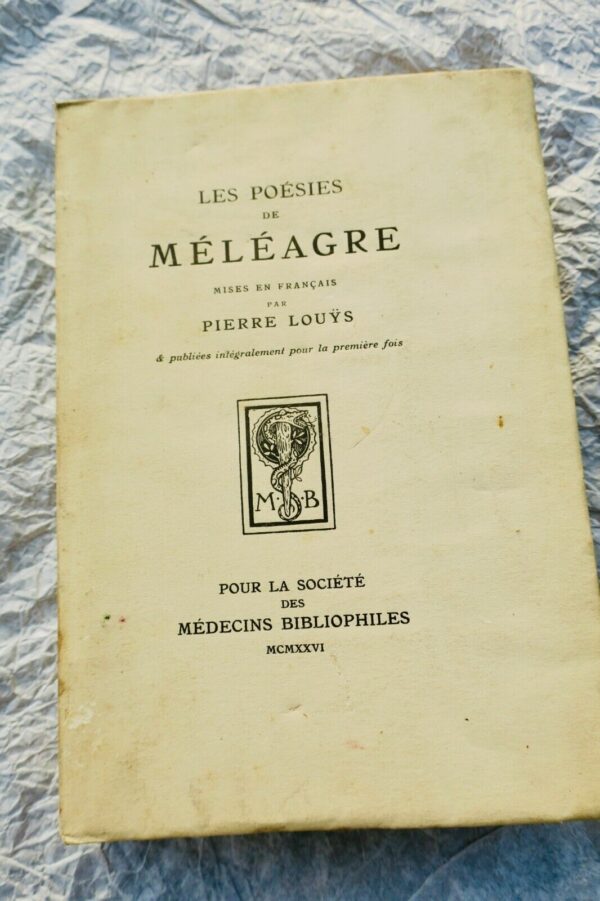 LES POÉSIES
DE
MÉLÉAGRE
MISES EN FRANÇAIS
PAR
PIERRE LOUŸS
& publiées intégralement pour la première fois
M · B
POUR LA SOCIÉTÉ
DES
MÉDECINS BIBLIOPHILES
MCMXXVI